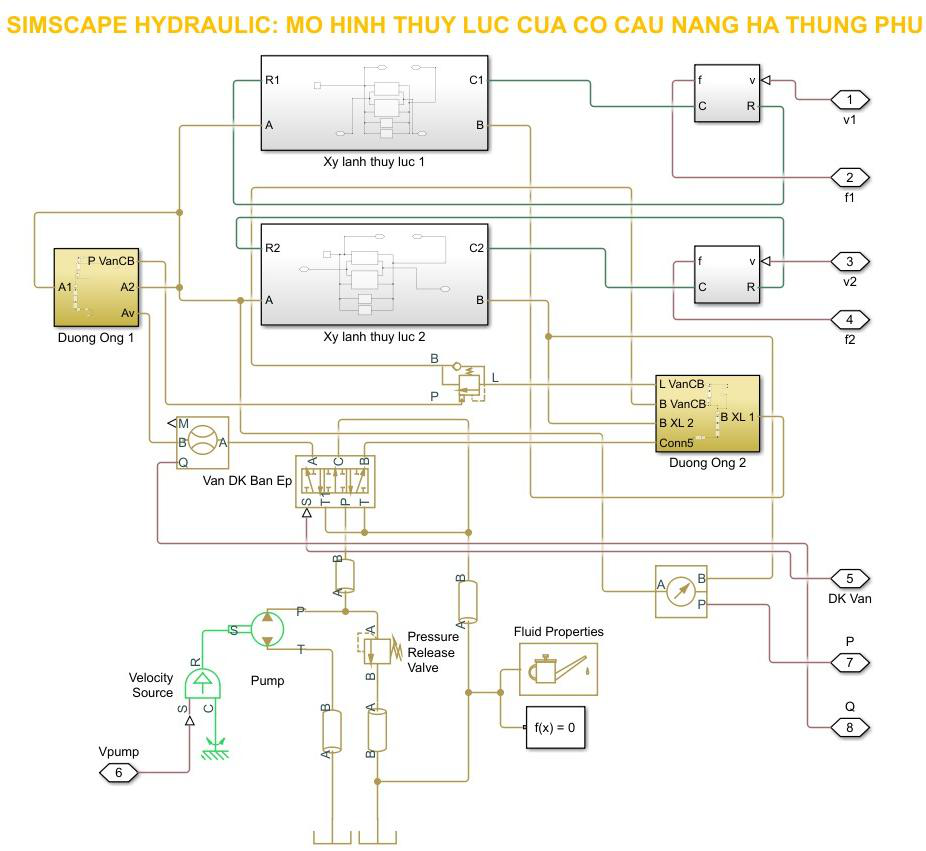 SIMSCAPE HYDRAULIC: MO HINH THUY LUC CUA CO CAU NANG HA THUNG PHU
R1
C1
A
B
Xy lanh thuy luc 1
f
v
C
R
1
v1
2
f1
R2
C2
A
B
Xy lanh thuy luc 2
f
v
C
R
3
v2
4
f2
P VanCB
A1
A2
Av
Duong Ong 1
B
P
L
L VanCB
B VanCB
B XL 1
B XL 2
Conn5
Duong Ong 2
M
B
A
Q
Van DK Ban Ep
A
C
B
S
T1
P
T
B
A
B
A
A
B
P
5
DK Van
P
7
Q
8
P
S
T
Pump
A
B
Pressure
Release
Valve
Fluid Properties
f(x) = 0
R
Velocity
Source
S
C
Vpump
6
B
A
A
B